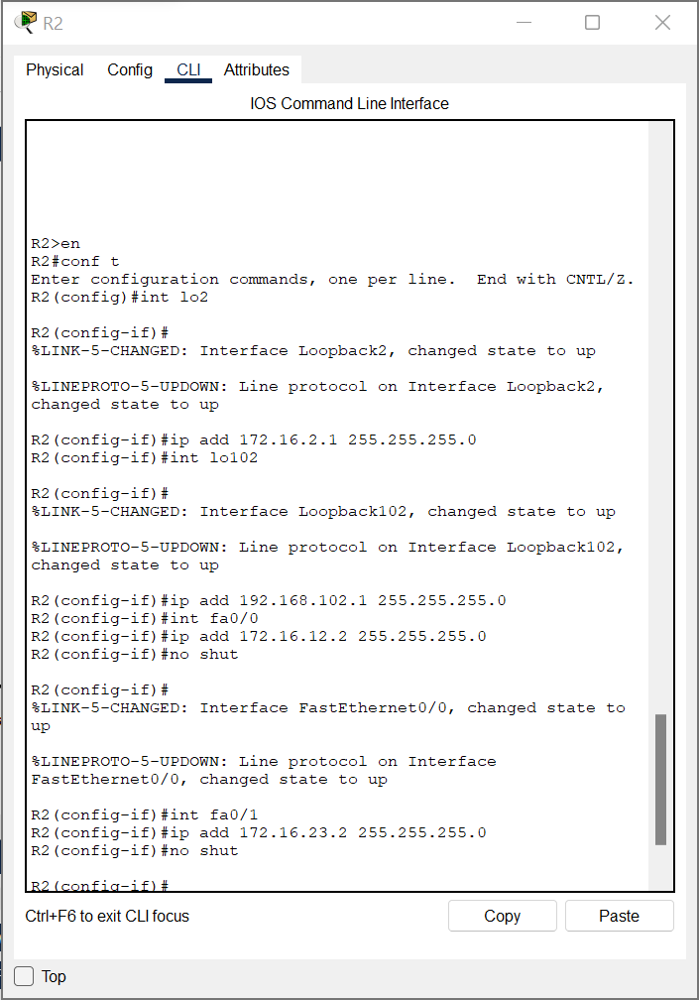 R2
Physical Config CLI Attributes
IOS Command Line Interface
R2>en
R2#conf t
Enter configuration commands, one per line.  End with CNTL/Z.
R2(config)#int lo2
R2(config-if)#
%LINK-5-CHANGED: Interface Loopback2, changed state to up
%LINEPROTO-5-UPDOWN: Line protocol on Interface Loopback2,
changed state to up
R2(config-if)#ip add 172.16.2.1 255.255.255.0
R2(config-if)#int lo102
R2(config-if)#
%LINK-5-CHANGED: Interface Loopback102, changed state to up
%LINEPROTO-5-UPDOWN: Line protocol on Interface Loopback102,
changed state to up
R2(config-if)#ip add 192.168.102.1 255.255.255.0
R2(config-if)#int fa0/0
R2(config-if)#ip add 172.16.12.2 255.255.255.0
R2(config-if)#no shut
R2(config-if)#
%LINK-5-CHANGED: Interface FastEthernet0/0, changed state to
up
%LINEPROTO-5-UPDOWN: Line protocol on Interface
FastEthernet0/0, changed state to up
R2(config-if)#int fa0/1
R2(config-if)#ip add 172.16.23.2 255.255.255.0
R2(config-if)#no shut
R2(config-if)#
Ctrl+F6 to exit CLI focus
Copy Paste
Top